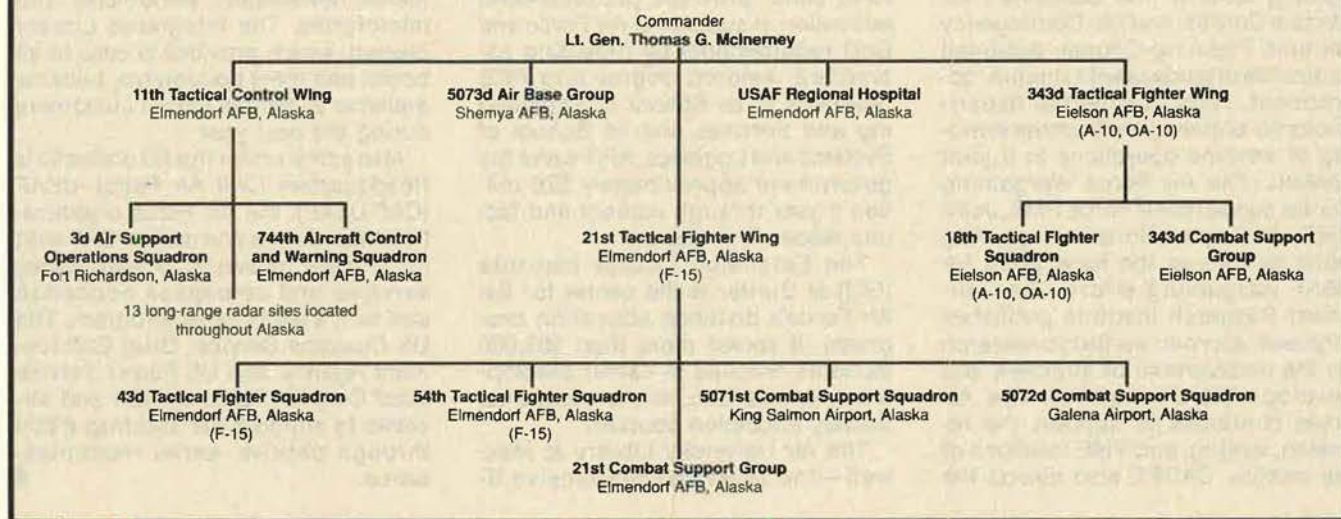 Commander
Lt. Gen. Thomas G. McInerney
11th Tactical Control Wing
Elmendorf AFB, Alaska
5073d Air Base Group
Shemya AFB, Alaska
USAF Regional Hospital
Elmendorf AFB, Alaska
343d Tactical Fighter Wing
Eielson AFB, Alaska
(A-10, OA-10)
3d Air Support
Operations Squadron
Fort Richardson, Alaska
744th Aircraft Control
and Warning Squadron
Elmendorf AFB, Alaska
13 long-range radar sites located
throughout Alaska
21st Tactical Fighter Wing
Elmendorf AFB, Alaska
(F-15)
18th Tactical Fighter
Squadron
Eielson AFB, Alaska
(A-10, OA-10)
343d Combat Support
Group
Eielson AFB, Alaska
43d Tactical Fighter Squadron
Elmendorf AFB, Alaska
(F-15)
54th Tactical Fighter Squadron
Elmendorf AFB, Alaska
(F-15)
5071st Combat Support Squadron
King Salmon Airport, Alaska
5072d Combat Support Squadron
Galena Airport, Alaska
21st Combat Support Group
Elmendorf AFB, Alaska